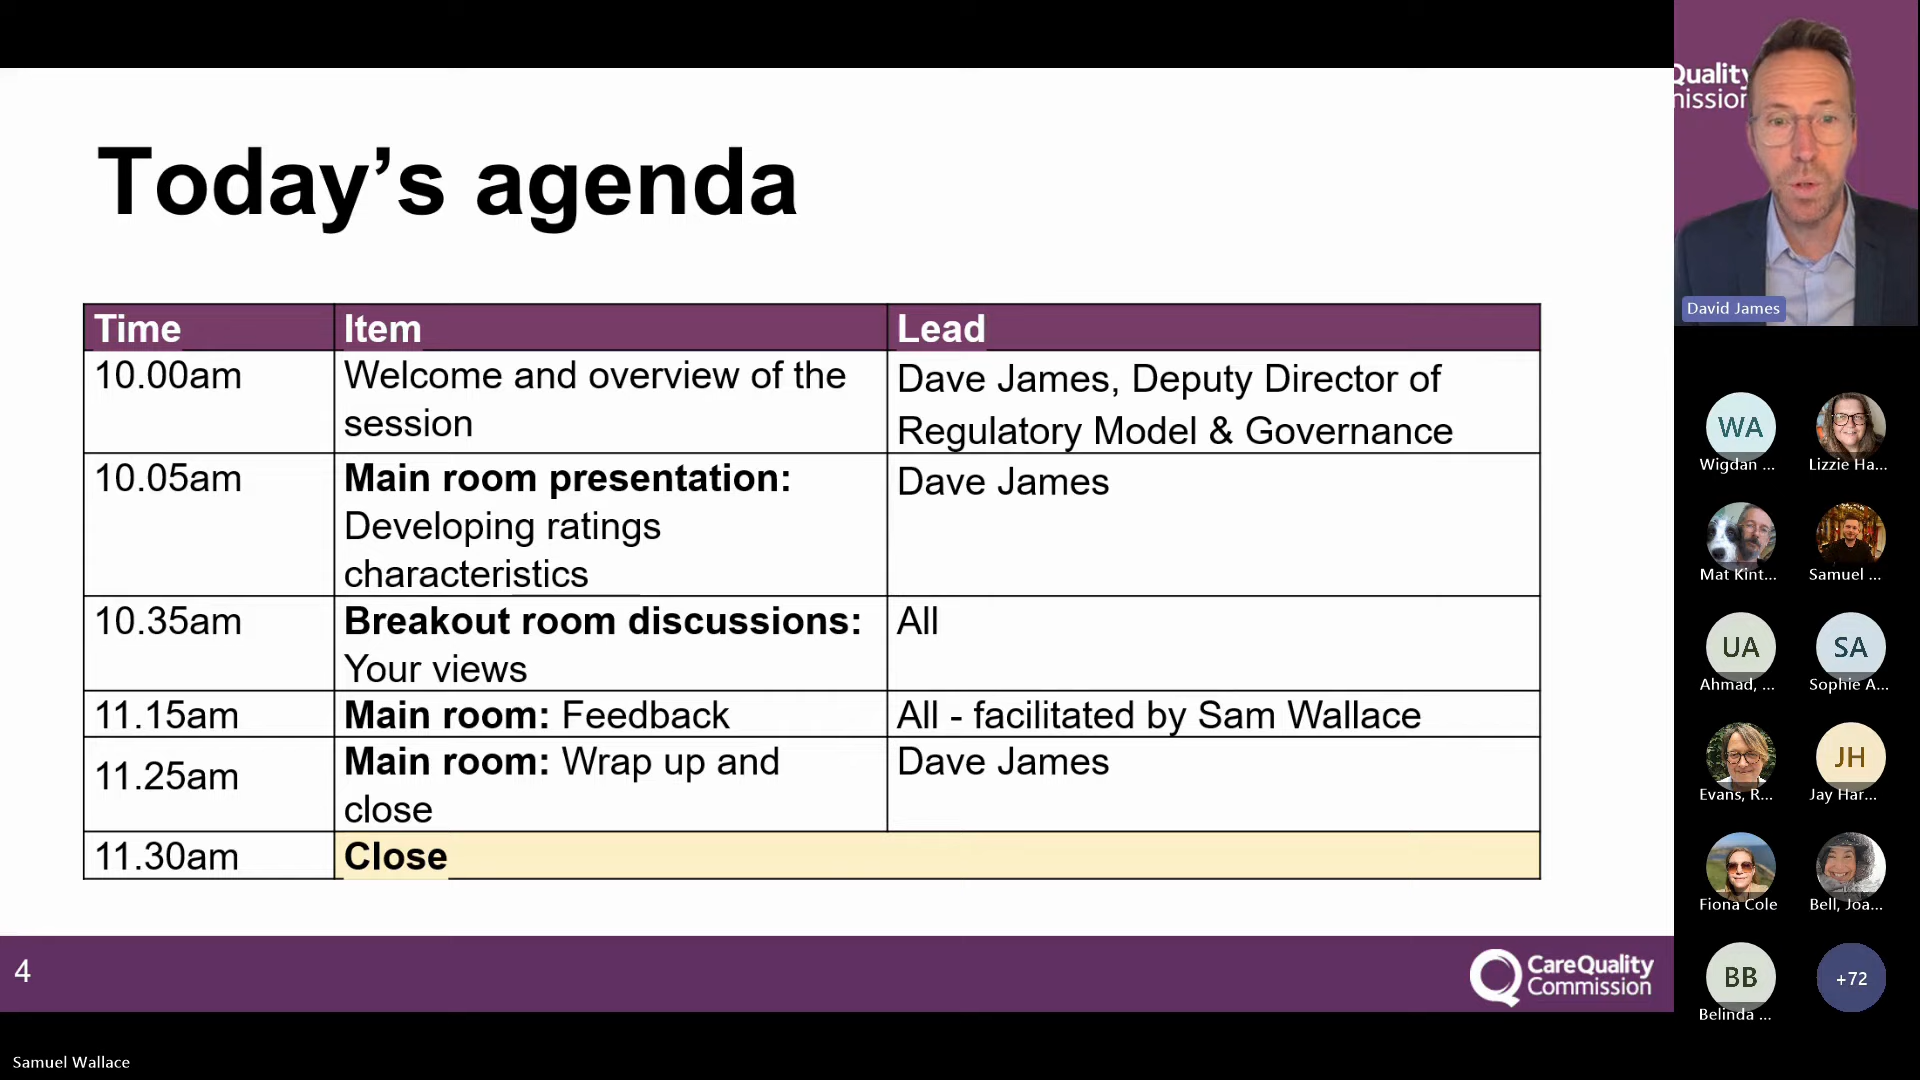 Today’s agenda
Time
Item
Lead
10.00am
Welcome and overview of the
session
Dave James, Deputy Director of
Regulatory Model & Governance
10.05am
Main room presentation:
Developing ratings
characteristics
Dave James
10.35am
Breakout room discussions:
Your views
All
11.15am
Main room: Feedback
All - facilitated by Sam Wallace
11.25am
Main room: Wrap up and
close
Dave James
11.30am
Close
4
CareQuality
Commission
Samuel Wallace
Quality
mission
David James
WA
Wigdan ...
Lizzie Ha...
Mat Kint...
Samuel ...
UA
Ahmad, ...
SA
Sophie A...
Evans, R...
JH
Jay Har...
Fiona Cole
Bell, Joa...
BB
Belinda ...
+72